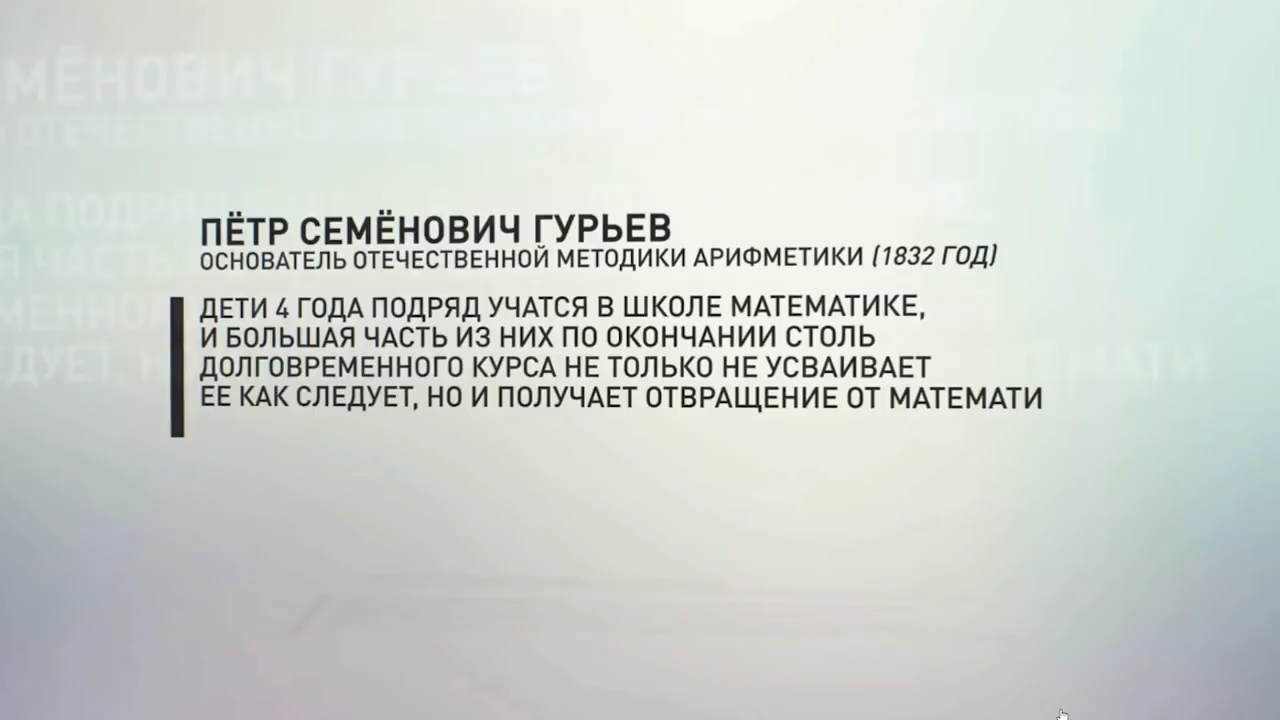 ПЁТР СЕМЁНОВИЧ ГУРЬЕВ
ОСНОВАТЕЛЬ ОТЕЧЕСТВЕННОЙ МЕТОДИКИ АРИФМЕТИКИ (1832 ГОД)
ДЕТИ 4 ГОДА ПОДРЯД УЧАТСЯ В ШКОЛЕ МАТЕМАТИКЕ,
И БОЛЬШАЯ ЧАСТЬ ИЗ НИХ ПО ОКОНЧАНИИ СТОЛЬ
ДОЛГОВРЕМЕННОГО КУРСА НЕ ТОЛЬКО НЕ УСВАИВАЕТ
ЕЕ КАК СЛЕДУЕТ, НО И ПОЛУЧАЕТ ОТВРАЩЕНИЕ ОТ МАТЕМАТИ